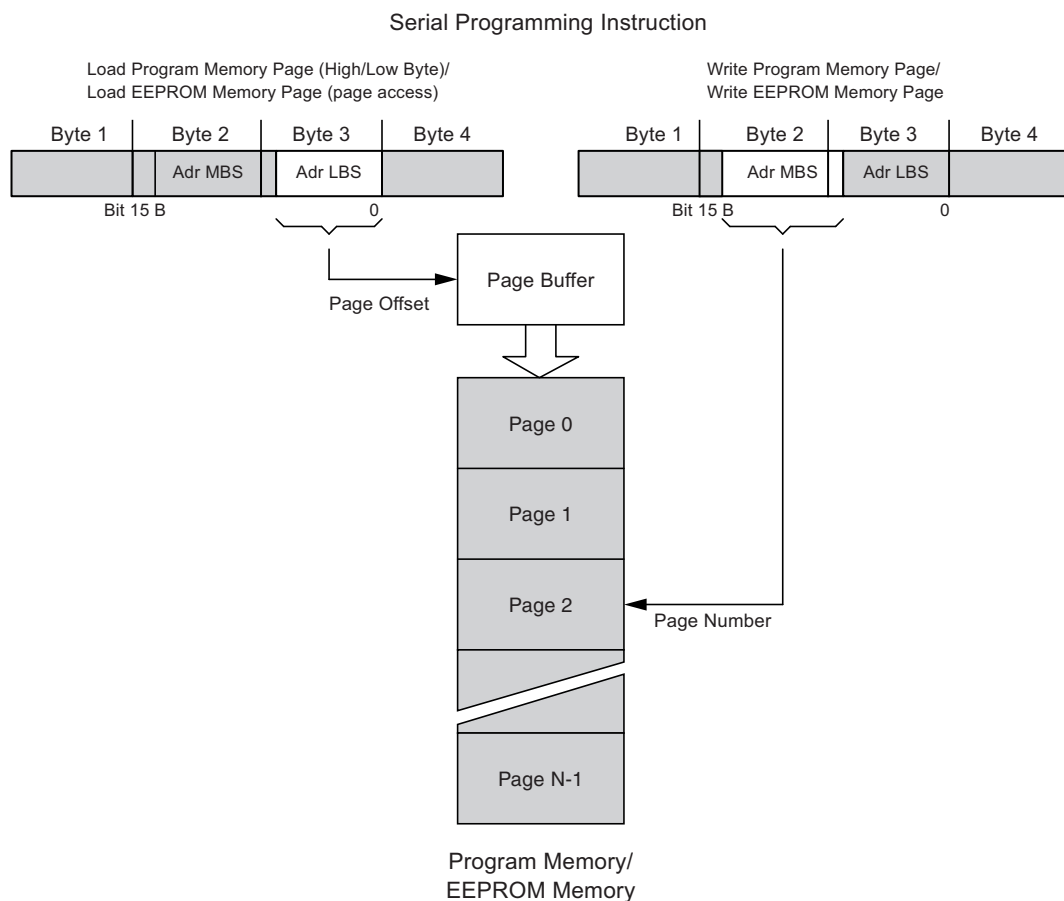 Serial Programming Instruction
Load Program Memory Page (High/Low Byte)/
Load EEPROM Memory Page (page access)
Byte 1 Byte 2 Byte 3 Byte 4
Adr MBS Adr LBS
Bit 15 B 0
Write Program Memory Page/
Write EEPROM Memory Page
Byte 1 Byte 2 Byte 3 Byte 4
Adr MBS Adr LBS
Bit 15 B 0
Page Offset
Page Buffer
Page 0
Page 1
Page 2
Page Number
Page N-1
Program Memory/
EEPROM Memory